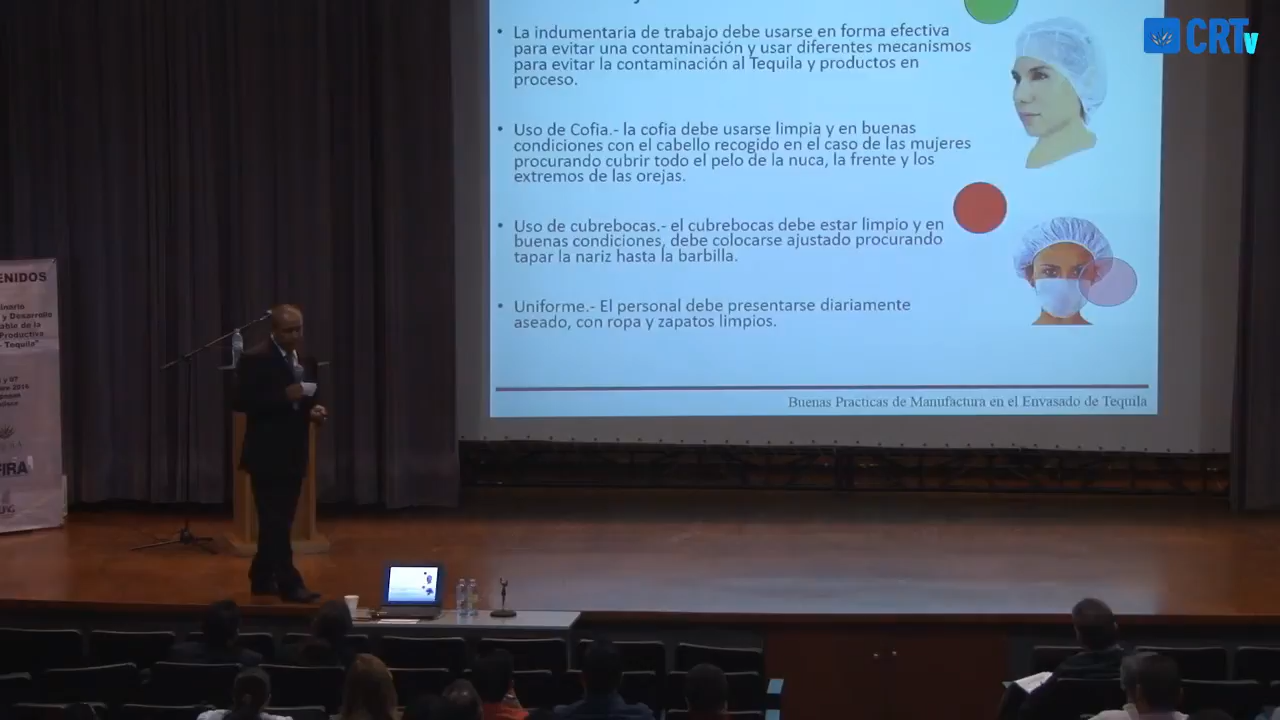 CRTv
• La indumentaria de trabajo debe usarse en forma efectiva
para evitar una contaminación y usar diferentes mecanismos
para evitar la contaminación al Tequila y productos en
proceso.
• Uso de Cofia.- la cofia debe usarse limpia y en buenas
condiciones con el cabello recogido en el caso de las mujeres
procurando cubrir todo el pelo de la nuca, la frente y los
extremos de las orejas.
• Uso de cubrebocas.- el cubrebocas debe estar limpio y en
buenas condiciones, debe colocarse ajustado procurando
tapar la nariz hasta la barbilla.
• Uniforme.- El personal debe presentarse diariamente
aseado, con ropa y zapatos limpios.
Buenas Practicas de Manufactura en el Envasado de Tequila
ENIDOS
y Desarrollo
de la
Productiva
Tequila"
FIRA